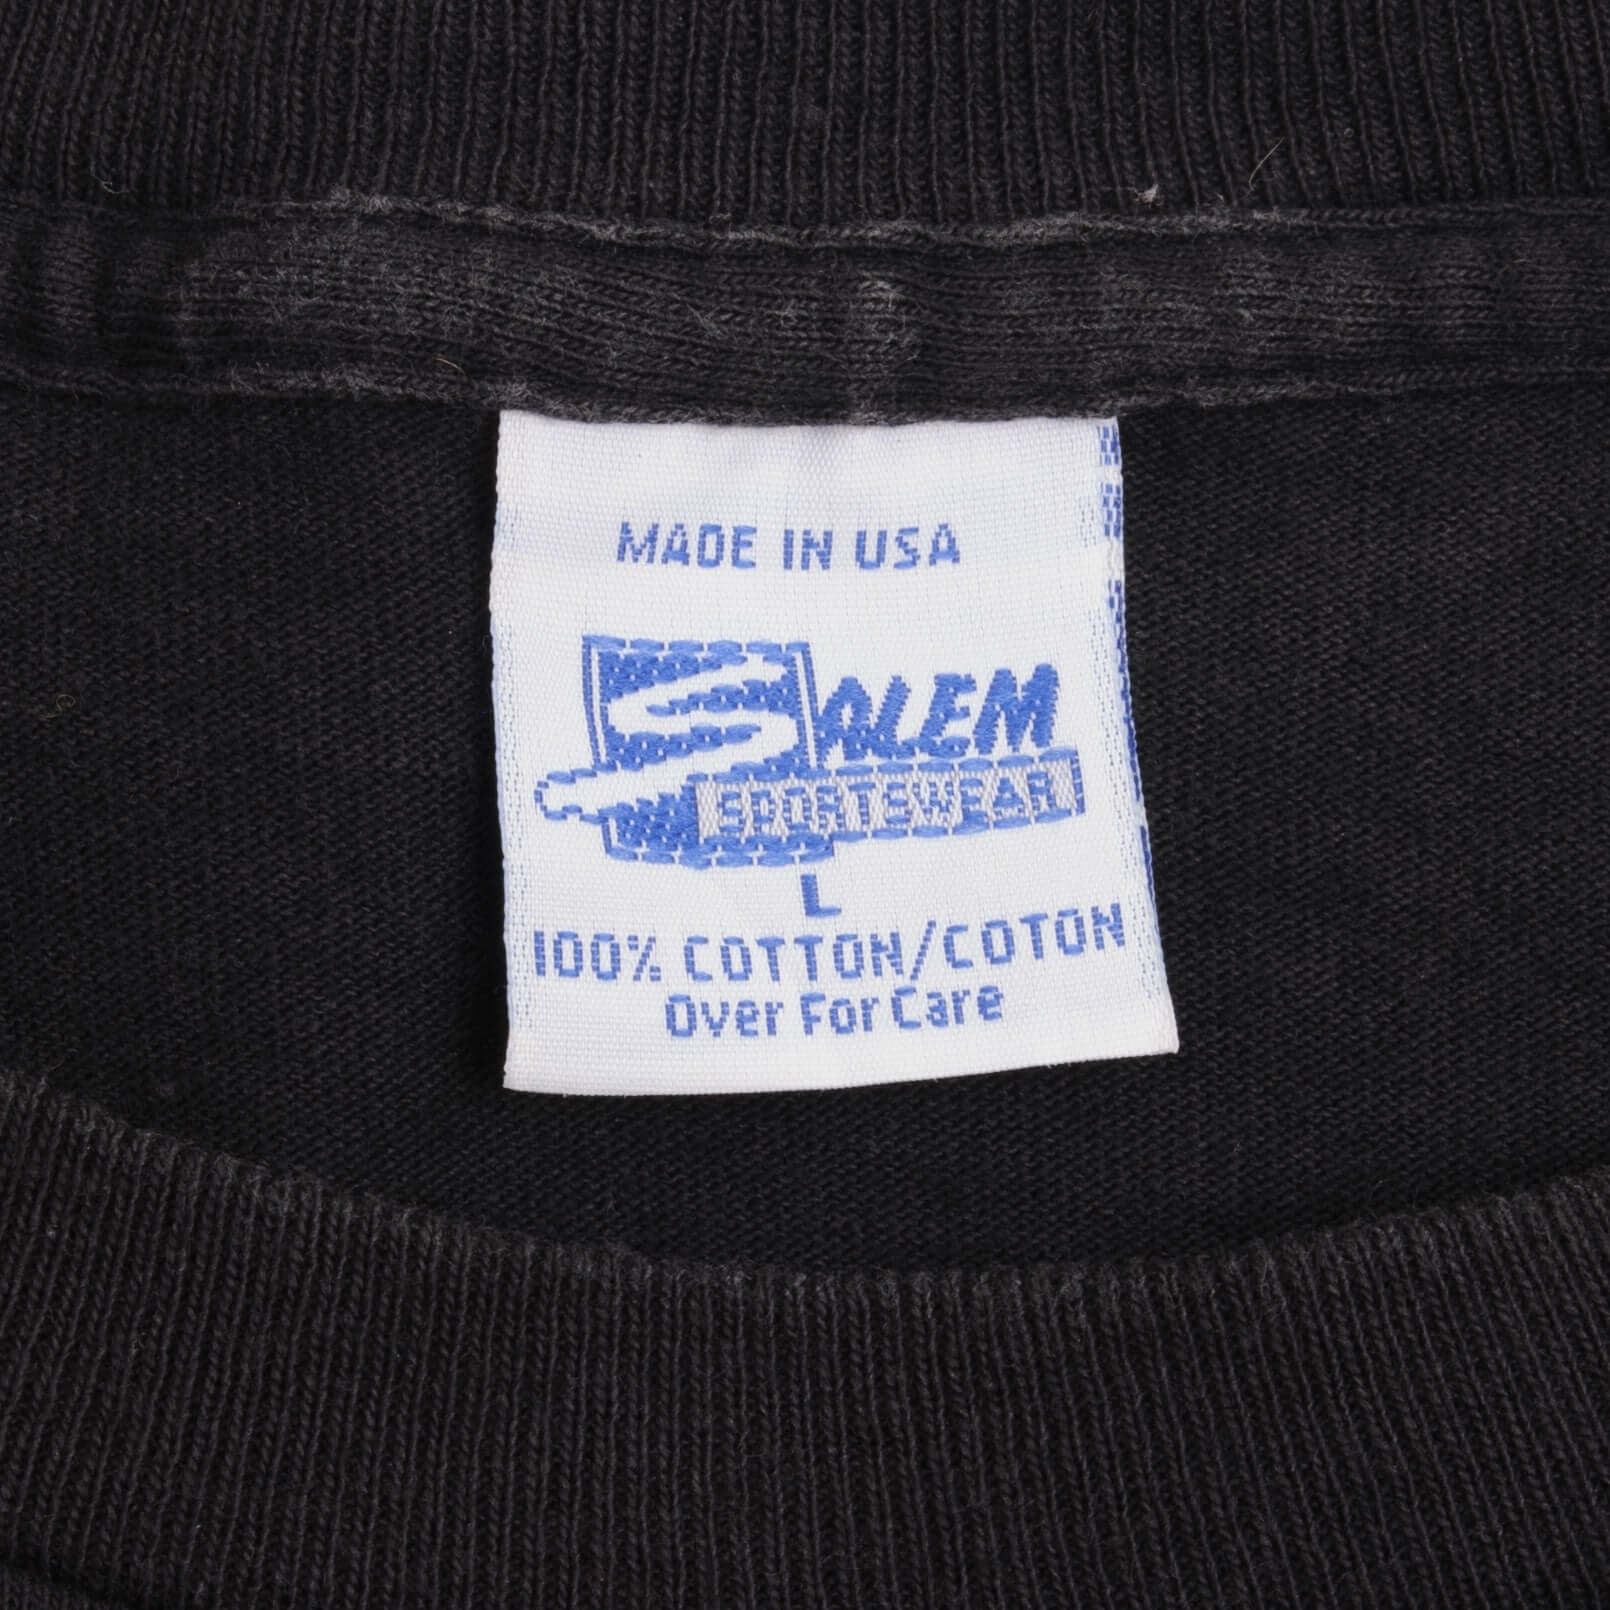 MADE IN USA
SALEM
SPORTSWEAR
L
100% COTTON/COTON
Over For Care